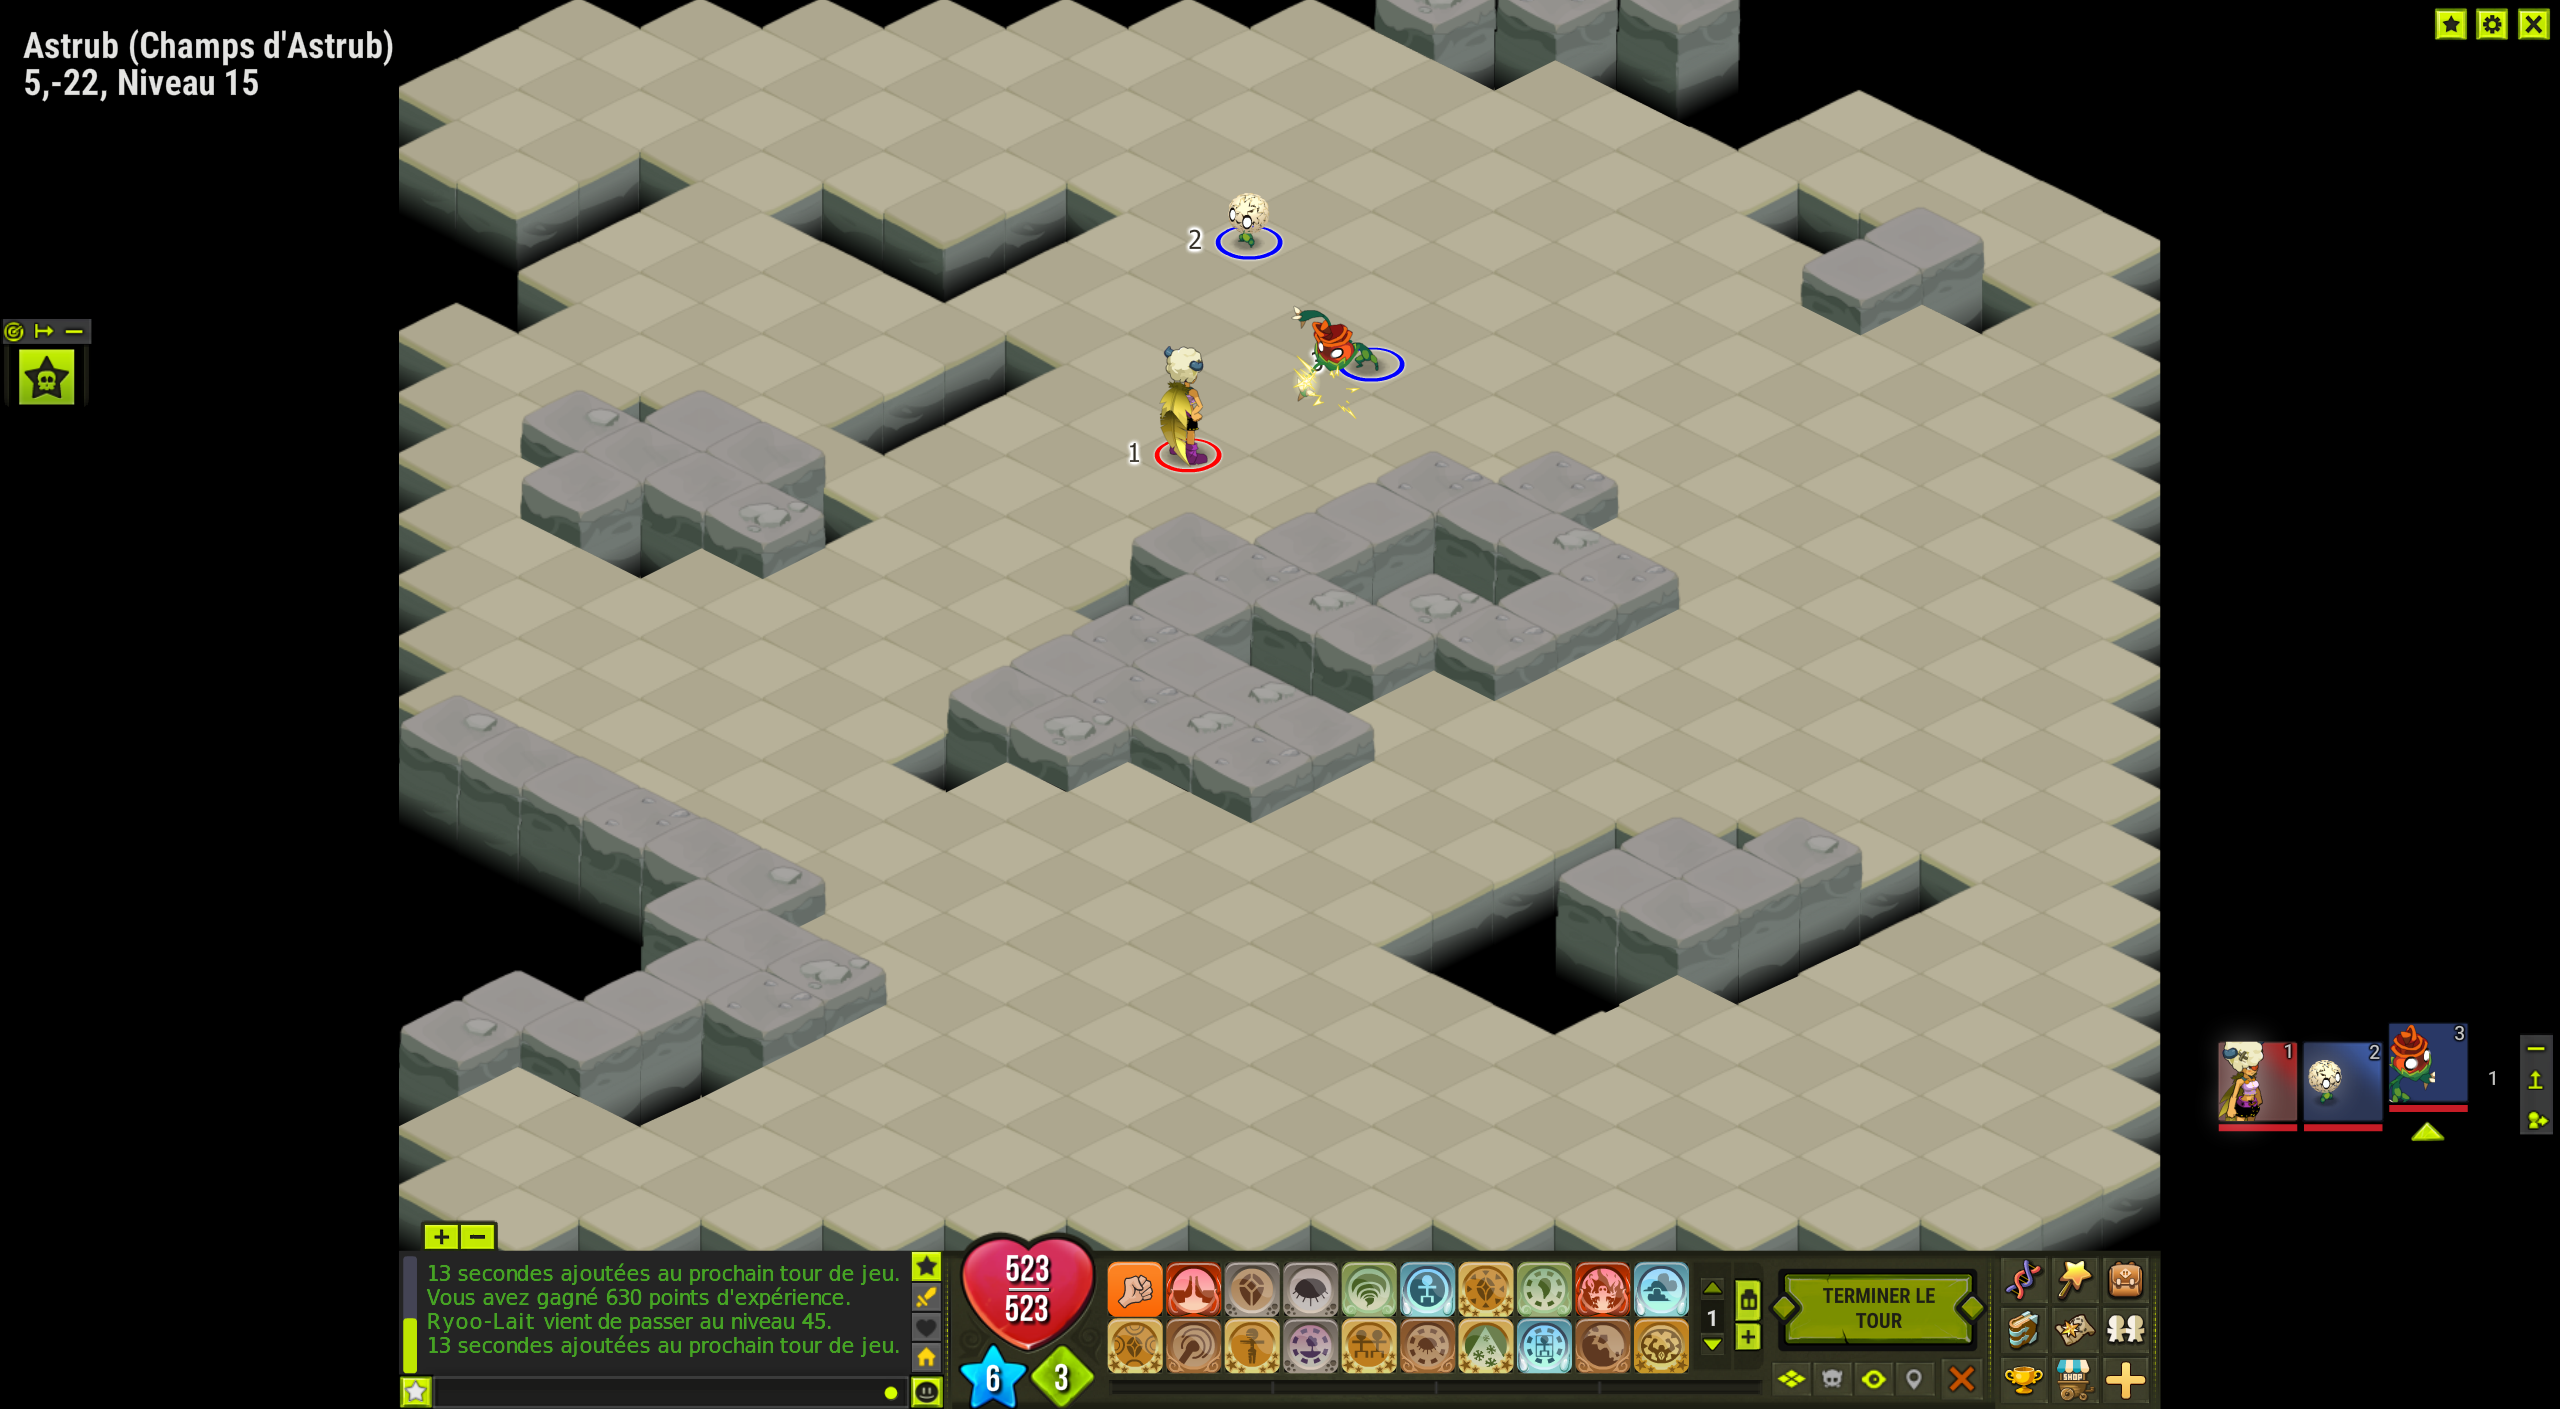 Astrub (Champs d'Astrub)
5,-22, Niveau 15
2
3
1
1
2
3
1
13 secondes ajoutées au prochain tour de jeu.
Vous avez gagné 630 points d'expérience.
Ryoo-Lait vient de passer au niveau 45.
13 secondes ajoutées au prochain tour de jeu.
523
523
6
3
1
TERMINER LE
TOUR
SHOP